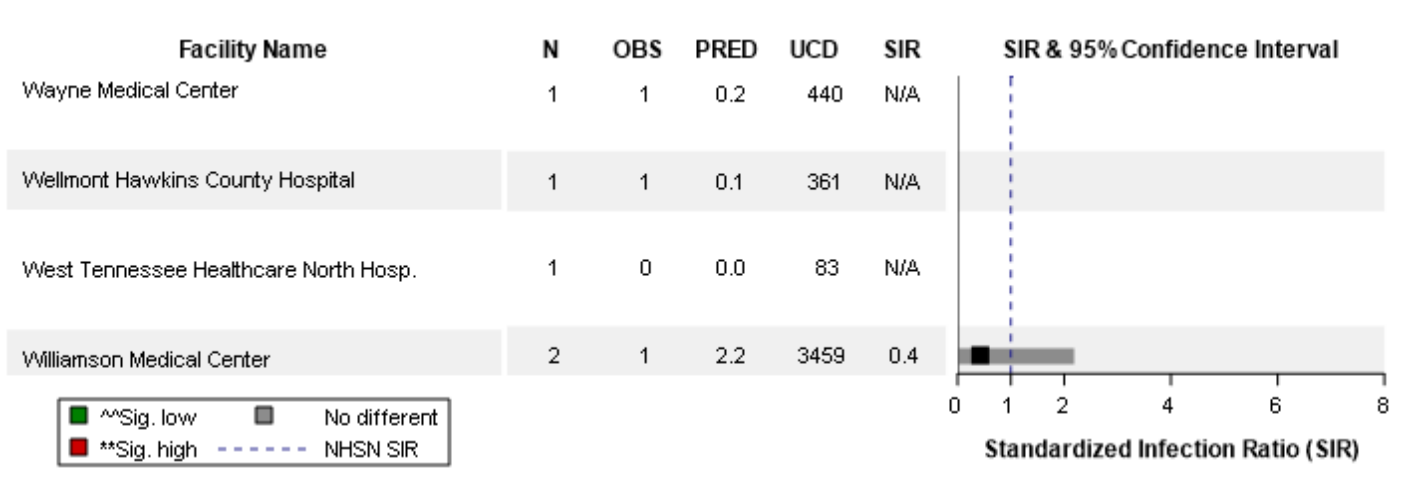 Facility Name N OBS PRED UCD SIR SIR & 95% Confidence Interval
Wayne Medical Center 1 1 0.2 440 N/A
Wellmont Hawkins County Hospital 1 1 0.1 361 N/A
West Tennessee Healthcare North Hosp. 1 0 0.0 83 N/A
Williamson Medical Center 2 1 2.2 3459 0.4
0 1 2 4 6 8
^^Sig. low No different
**Sig. high NHSN SIR
Standardized Infection Ratio (SIR)